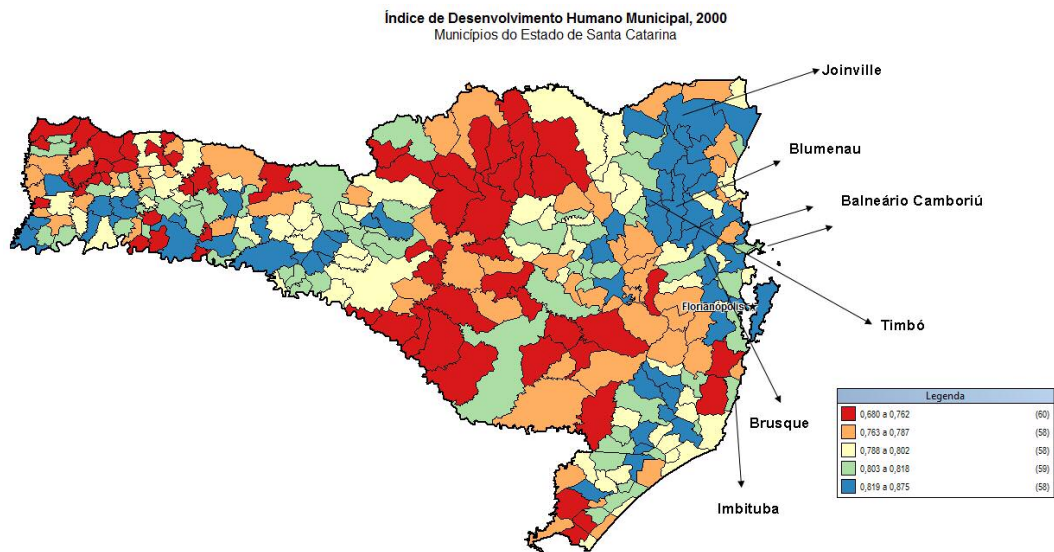 Índice de Desenvolvimento Humano Municipal, 2000
Municípios do Estado de Santa Catarina
Joinville
Blumenau
Balneário Camboriú
Florianópolis
Timbó
Brusque
Imbituba
Legenda
0,680 a 0,762 (60)
0,763 a 0,787 (58)
0,788 a 0,802 (58)
0,803 a 0,818 (59)
0,819 a 0,875 (58)